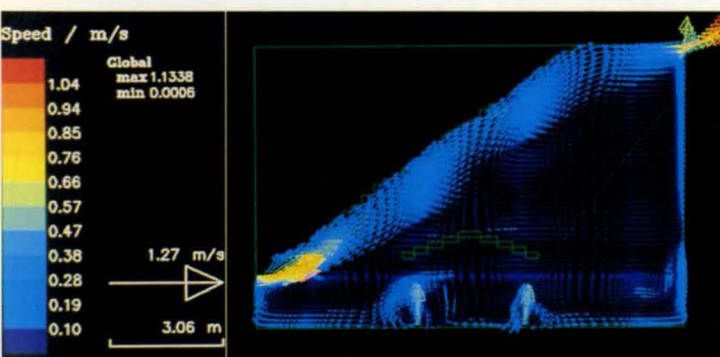 Speed / m/s
Global
max 1.1338
min 0.0006
1.04
0.94
0.85
0.76
0.66
0.57
0.47
0.38
0.28
0.19
0.10
1.27 m/s
3.06 m